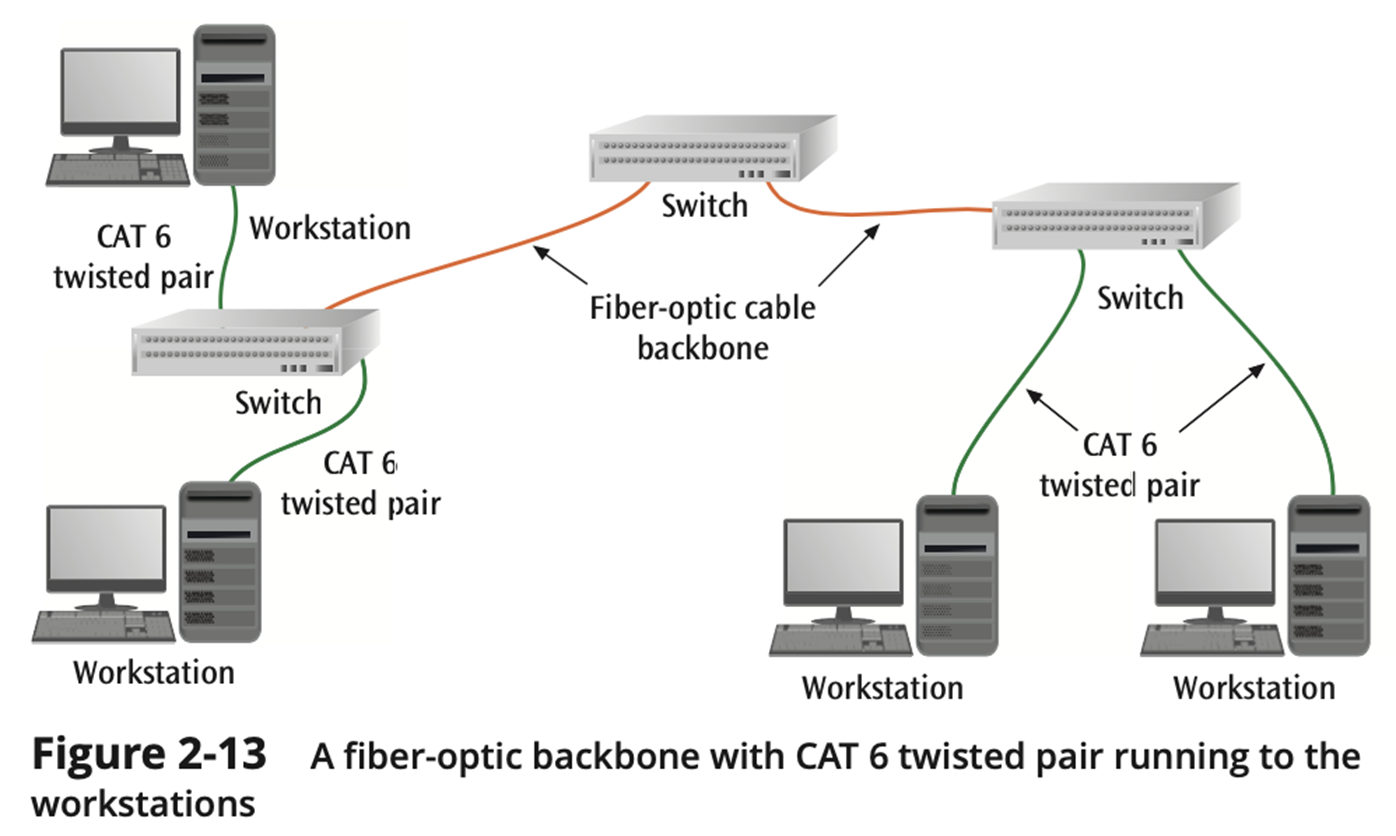 CAT 6
twisted pair
Workstation
Switch
Switch
Fiber-optic cable
backbone
Switch
CAT 6
twisted pair
CAT 6
twisted pair
Workstation
Workstation
Workstation
Figure 2-13 A fiber-optic backbone with CAT 6 twisted pair running to the
workstations